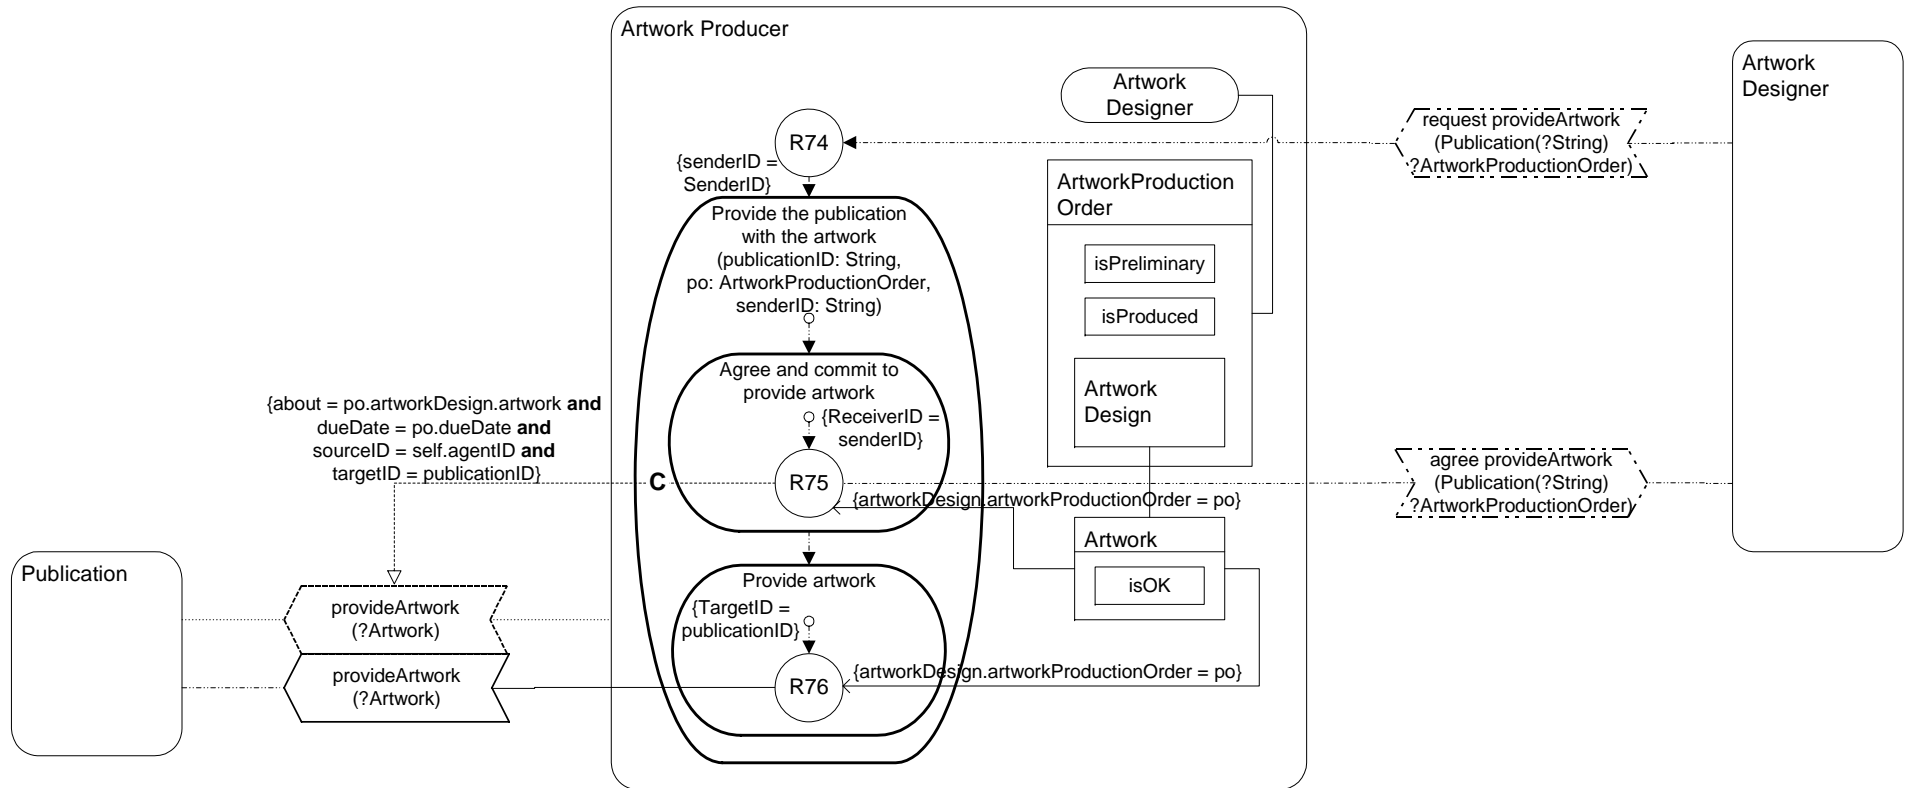 Artwork Producer
Artwork
Designer
Artwork
Designer
request provideArtwork
(Publication(?String)
?ArtworkProductionOrder)
R74
{senderID =
SenderID}
ArtworkProduction
Order
isPreliminary
isProduced
Artwork
Design
Provide the publication
with the artwork
(publicationID: String,
po: ArtworkProductionOrder,
senderID: String)
Agree and commit to
provide artwork
{ReceiverID =
senderID}
{about = po.artworkDesign.artwork and
dueDate = po.dueDate and
sourceID = self.agentID and
targetID = publicationID}
C
R75
agree provideArtwork
(Publication(?String)
?ArtworkProductionOrder)
{artworkDesign.artworkProductionOrder = po}
Artwork
isOK
Publication
provideArtwork
(?Artwork)
provideArtwork
(?Artwork)
Provide artwork
{TargetID =
publicationID}
R76
{artworkDesign.artworkProductionOrder = po}